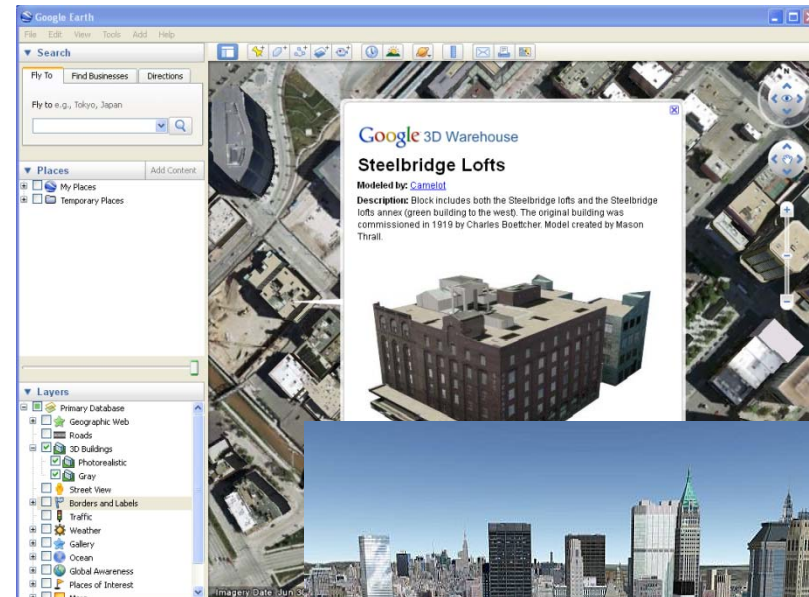 Google Earth
File Edit View Tools Add Help
Search
Fly To Find Businesses Directions
Fly to e.g., Tokyo, Japan
Places Add Content
My Places
Temporary Places
Layers
Primary Database
Geographic Web
Roads
3D Buildings
Photorealistic
Gray
Street View
Borders and Labels
Traffic
Weather
Gallery
Ocean
Global Awareness
Places of Interest
Google 3D Warehouse
Steelbridge Lofts
Modeled by: Camelot
Description: Block includes both the Steelbridge lofts and the Steelbridge
lofts annex (green building to the west). The original building was
commissioned in 1919 by Charles Boettcher. Model created by Mason
Thrall.
N
Imagery Date: Jun